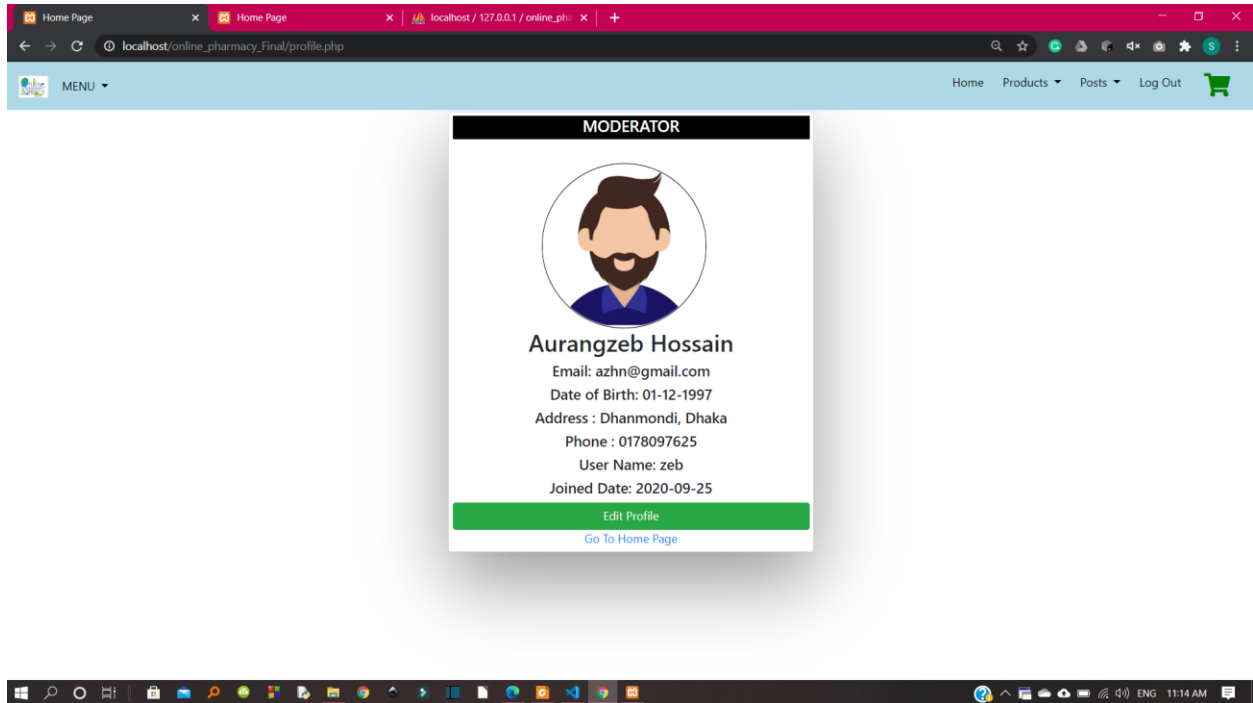 Home Page
Home Page
localhost / 127.0.0.1 / online_pha
localhost/online_pharmacy_Final/profile.php
S
Online
MENU
Home Products Posts Log Out
MODERATOR
Aurangzeb Hossain
Email: azhn@gmail.com
Date of Birth: 01-12-1997
Address : Dhanmondi, Dhaka
Phone : 0178097625
User Name: zeb
Joined Date: 2020-09-25
Edit Profile
Go To Home Page
ENG 11:14 AM